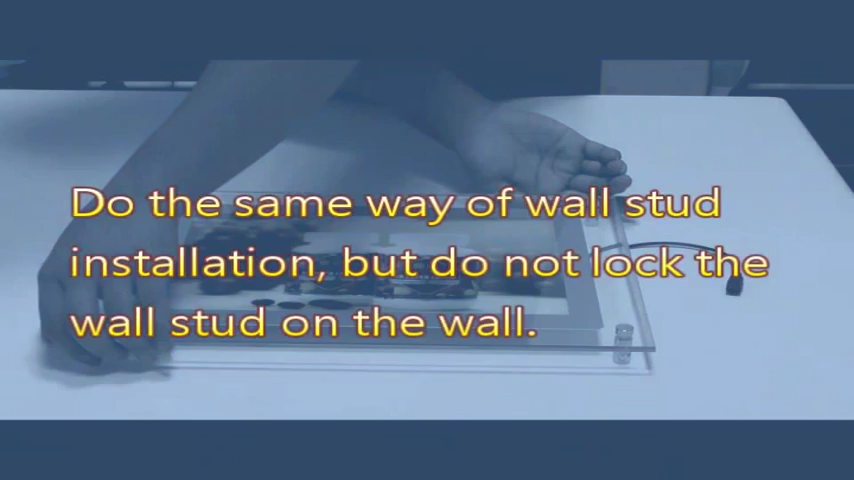 Do the same way of wall stud
installation, but do not lock the
wall stud on the wall.